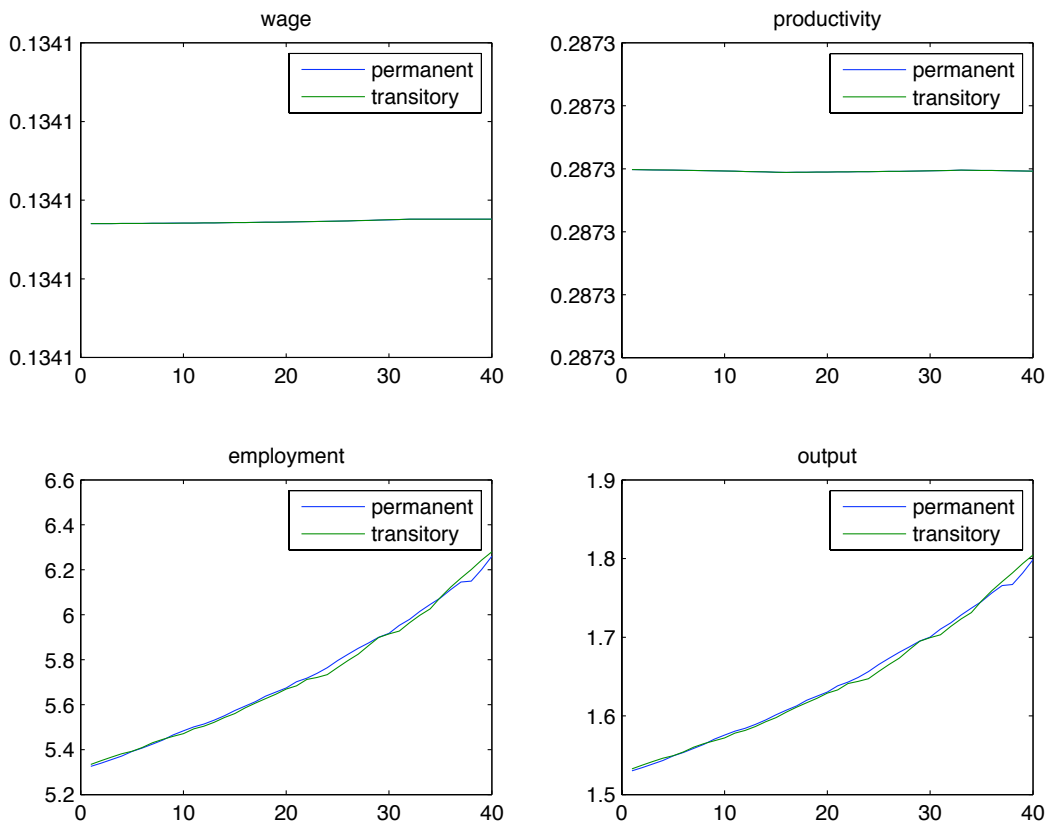 wage
0.1341
0.1341
0.1341
0.1341
0.1341
0 10 20 30 40
permanent
transitory
productivity
0.2873
0.2873
0.2873
0.2873
0.2873
0.2873
0 10 20 30 40
permanent
transitory
employment
6.6
6.4
6.2
6
5.8
5.6
5.4
5.2
0 10 20 30 40
permanent
transitory
output
1.9
1.8
1.7
1.6
1.5
0 10 20 30 40
permanent
transitory